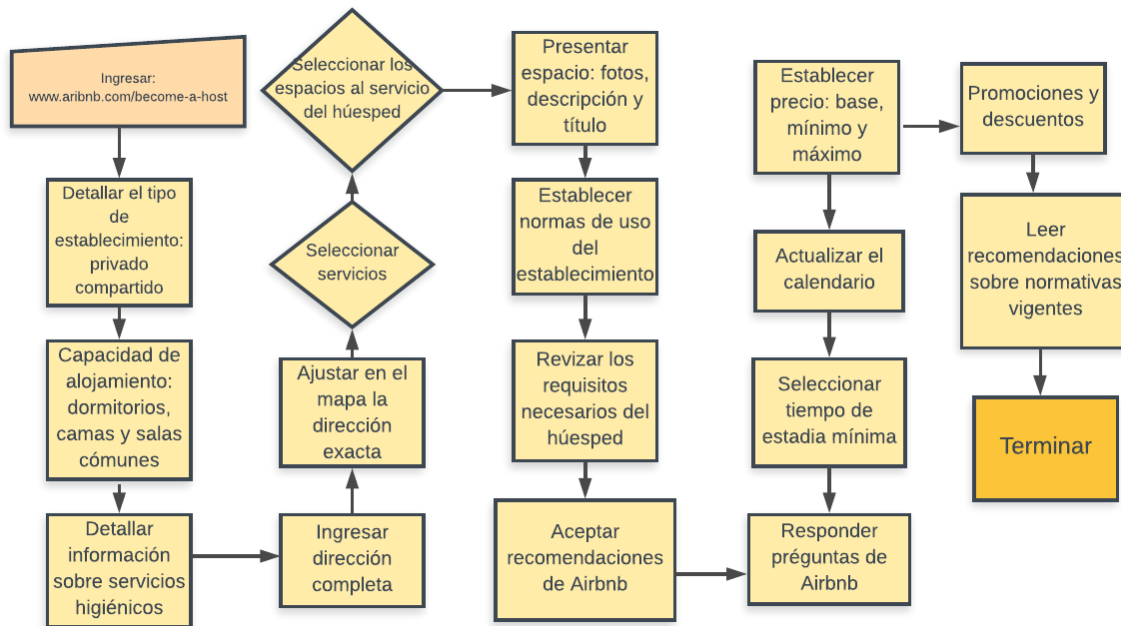 Ingresar:
www.aribnb.com/become-a-host
Detallar el tipo
de
establecimiento:
privado
compartido
Capacidad de
alojamiento:
dormitorios,
camas y salas
cómunes
Detallar
información
sobre servicios
higiénicos
Ingresar
dirección
completa
Ajustar en el
mapa la
dirección
exacta
Seleccionar
servicios
Seleccionar los
espacios al servicio
del húesped
Presentar
espacio: fotos,
descripción y
título
Establecer
normas de uso
del
establecimiento
Revizar los
requisitos
necesarios del
húesped
Aceptar
recomendaciones
de Airbnb
Responder
préguntas de
Airbnb
Seleccionar
tiempo de
estadia mínima
Actualizar el
calendario
Establecer
precio: base,
mínimo y
máximo
Promociones y
descuentos
Leer
recomendaciones
sobre normativas
vigentes
Terminar